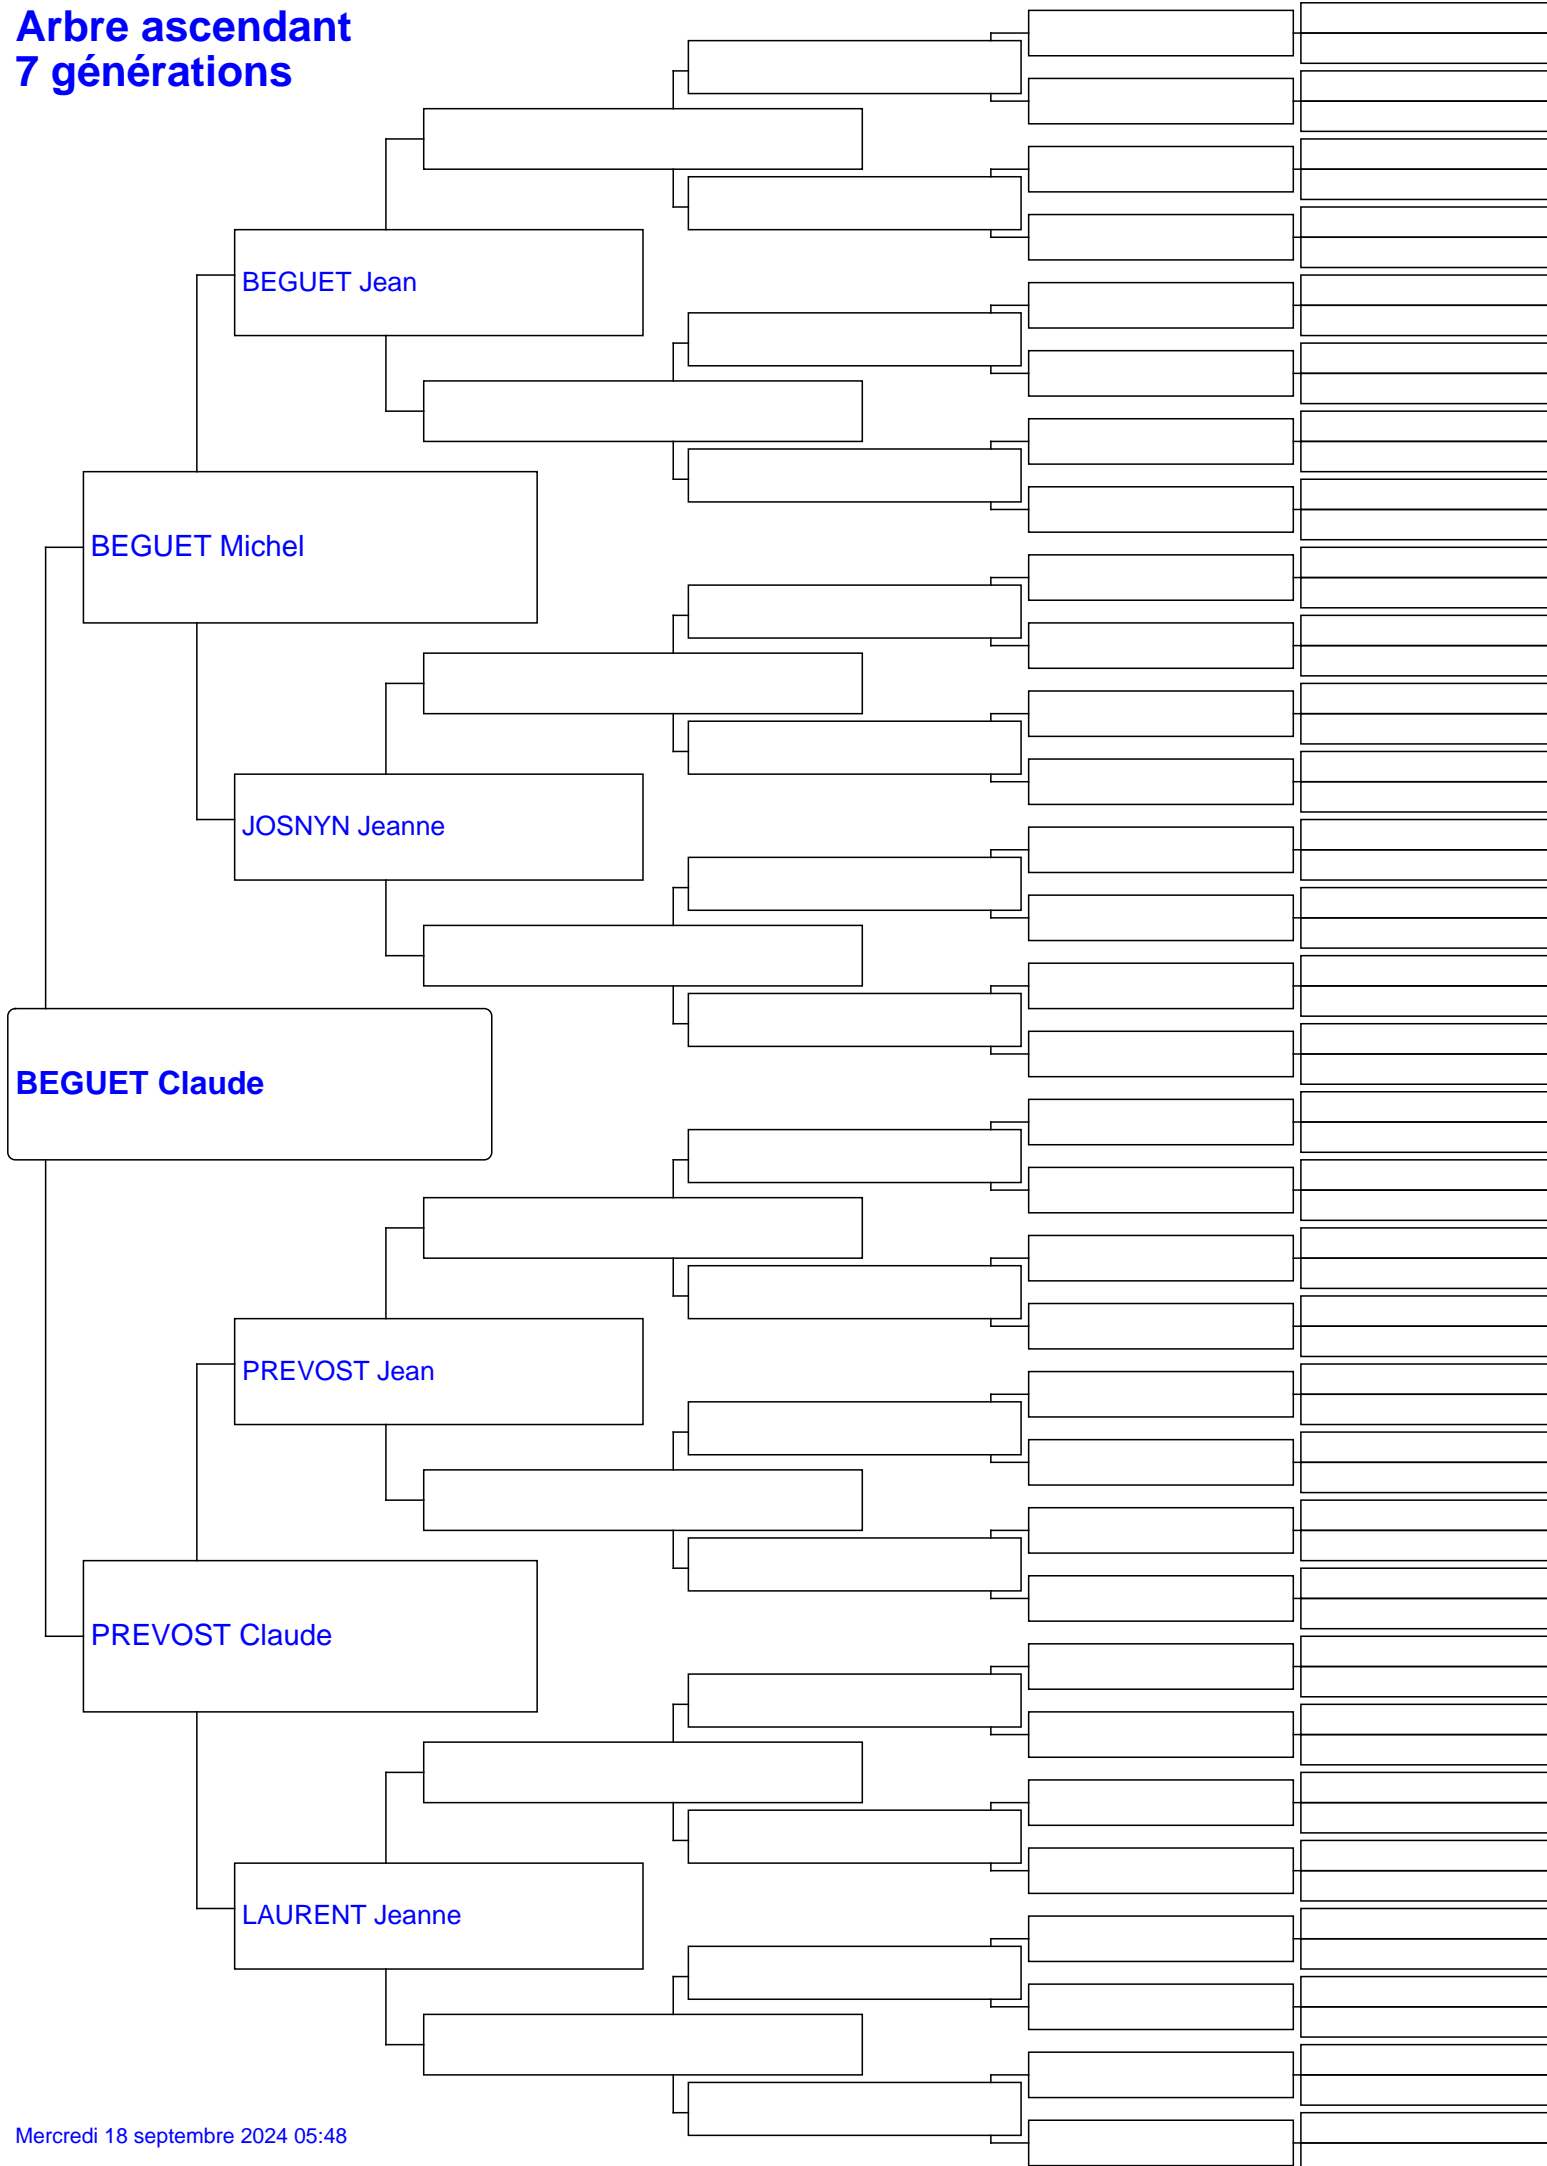 Arbre ascendant
7 générations
BEGUET Jean
BEGUET Michel
JOSNYN Jeanne
BEGUET Claude
PREVOST Jean
PREVOST Claude
LAURENT Jeanne
Mercredi 18 septembre 2024 05:48